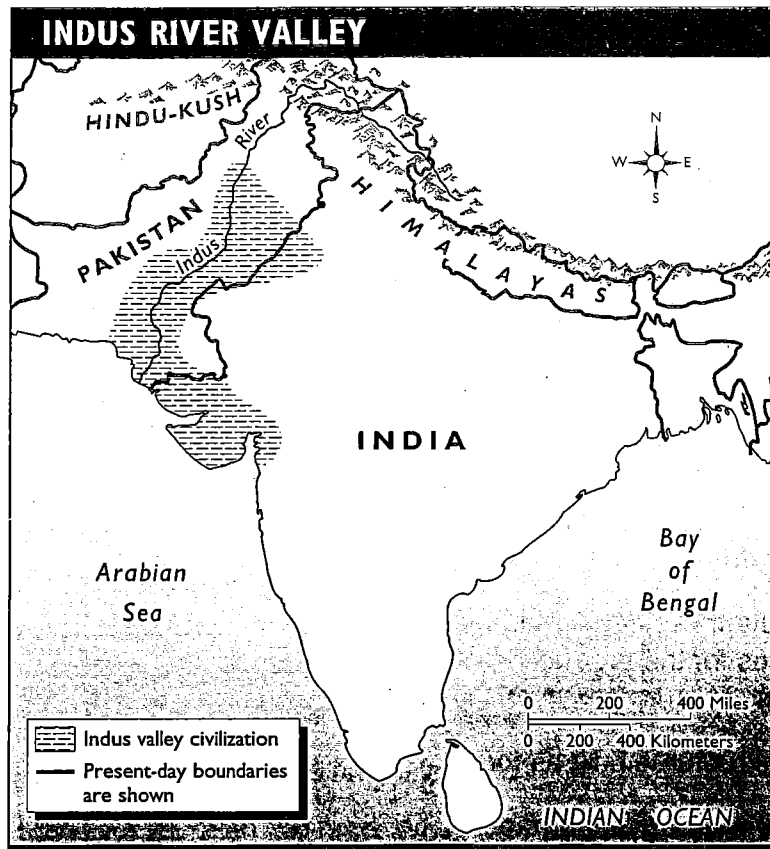 INDUS RIVER VALLEY
HINDU-KUSH
River
N
W E
S
HIMALAYAS
PAKISTAN
Indus
INDIA
Arabian
Sea
Bay
of
Bengal
0 200 400 Miles
0 200 400 Kilometers
Indus valley civilization
Present-day boundaries
are shown
INDIAN OCEAN